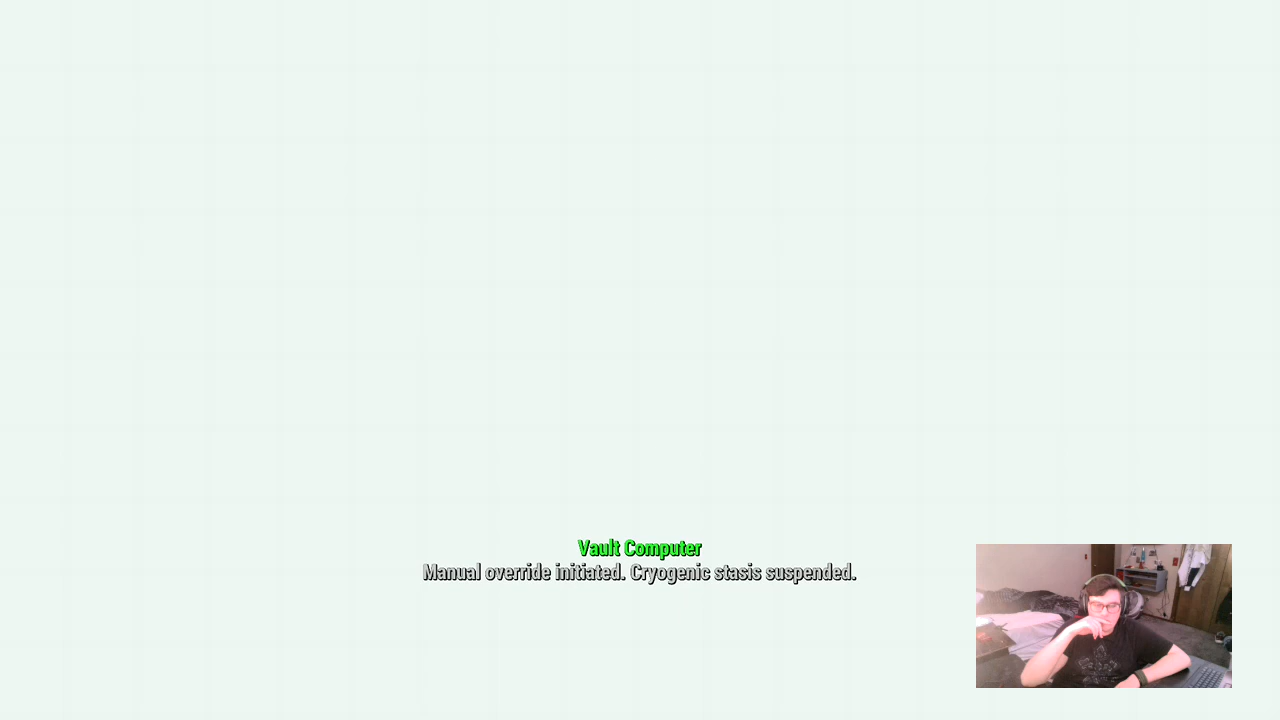 Vault Computer
Manual override initiated. Cryogenic stasis suspended.